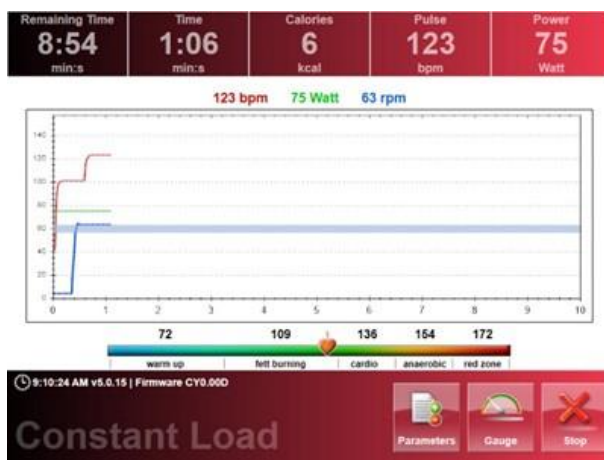 Remaining Time Time Calories Pulse Power
8:54 1:06 6 123 75
min:s min:s kcal bpm Watt
123 bpm 75 Watt 63 rpm
140
120
100
80
60
40
20
0
0 1 2 3 4 5 6 7 8 9 10
72 109 136 154 172
warm up fett burning cardio anaerobic red zone
9:10:24 AM v5.0.15 | Firmware CY0.00D
Constant Load
Parameters Gauge Stop